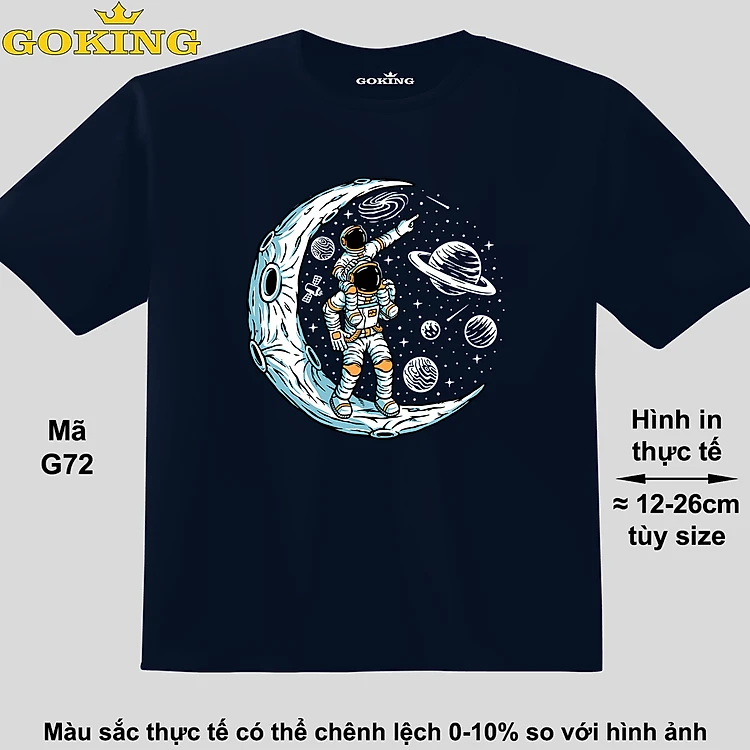 GOKING
GOKING
Mã
G72
Hình in
thực tế
≈ 12-26cm
tùy size
Màu sắc thực tế có thể chênh lệch 0-10% so với hình ảnh